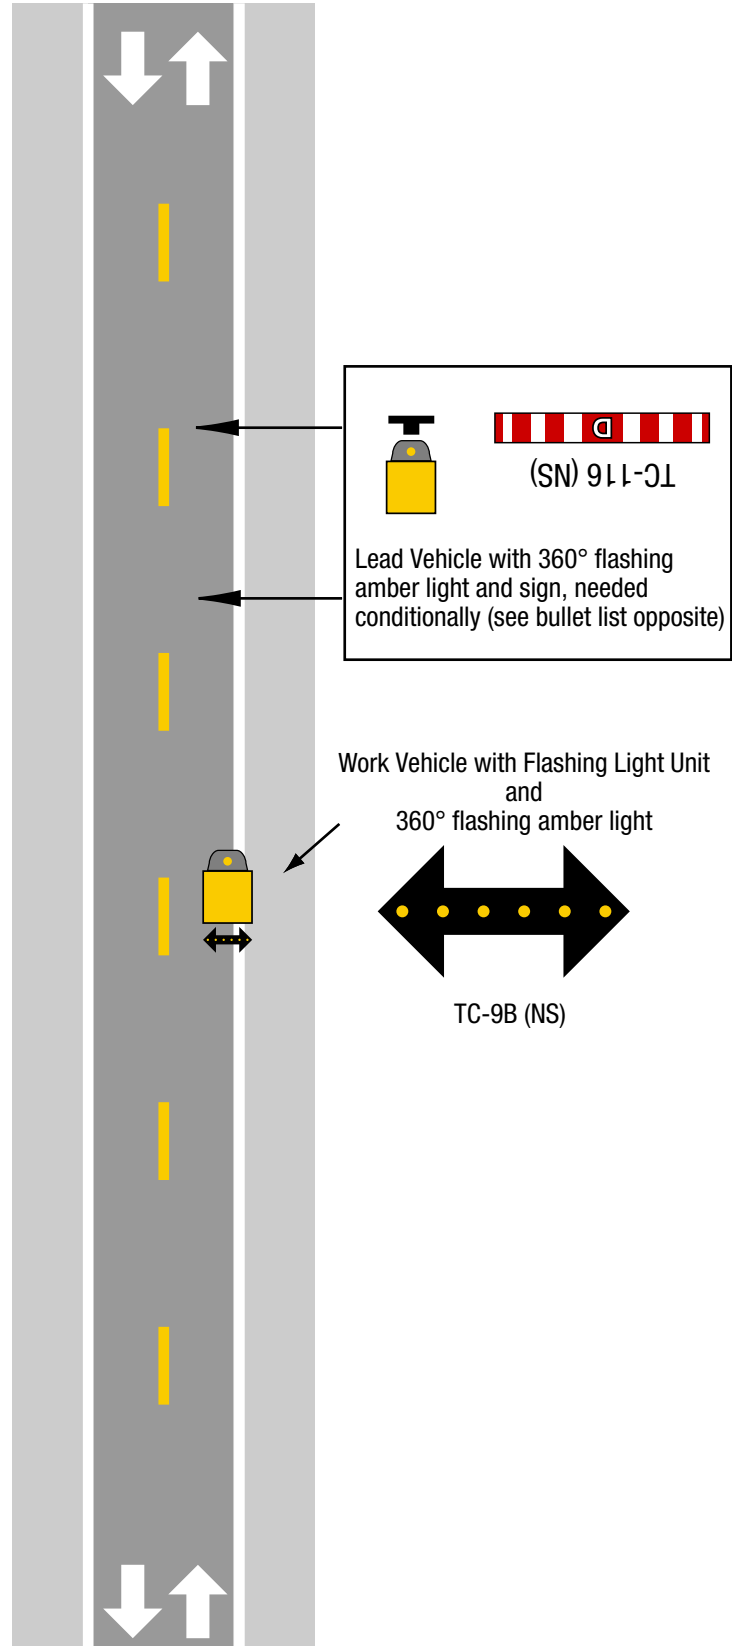 D
TC-116 (NS)
Lead Vehicle with 360° flashing
amber light and sign, needed
conditionally (see bullet list opposite)
Work Vehicle with Flashing Light Unit
and
360° flashing amber light
TC-9B (NS)